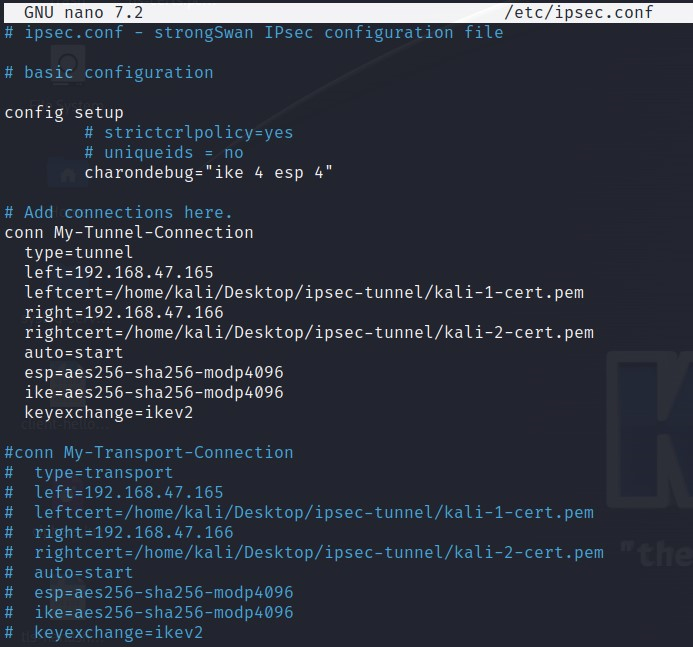 GNU nano 7.2 /etc/ipsec.conf
# ipsec.conf - strongSwan IPsec configuration file
# basic configuration
config setup
# strictcrlpolicy=yes
# uniqueids = no
charondebug="ike 4 esp 4"
# Add connections here.
conn My-Tunnel-Connection
type=tunnel
left=192.168.47.165
leftcert=/home/kali/Desktop/ipsec-tunnel/kali-1-cert.pem
right=192.168.47.166
rightcert=/home/kali/Desktop/ipsec-tunnel/kali-2-cert.pem
auto=start
esp=aes256-sha256-modp4096
ike=aes256-sha256-modp4096
keyexchange=ikev2
#conn My-Transport-Connection
#  type=transport
#  left=192.168.47.165
#  leftcert=/home/kali/Desktop/ipsec-tunnel/kali-1-cert.pem
#  right=192.168.47.166
#  rightcert=/home/kali/Desktop/ipsec-tunnel/kali-2-cert.pem
#  auto=start
#  esp=aes256-sha256-modp4096
#  ike=aes256-sha256-modp4096
#  keyexchange=ikev2
"the